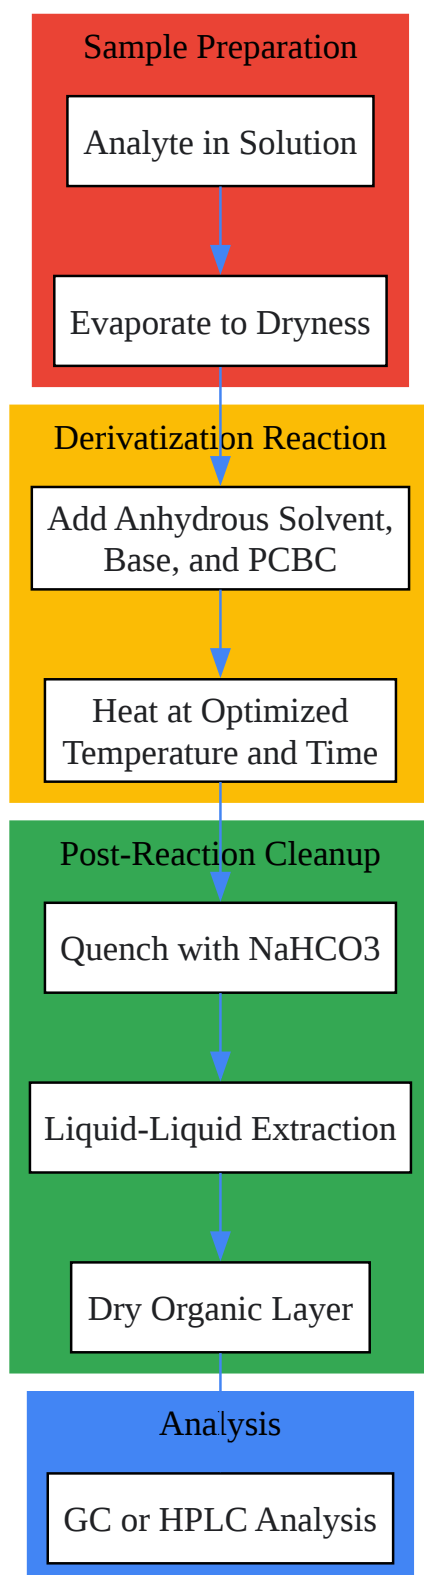 Sample Preparation
Analyte in Solution
Evaporate to Dryness
Derivatization Reaction
Add Anhydrous Solvent,
Base, and PCBC
Heat at Optimized
Temperature and Time
Post-Reaction Cleanup
Quench with NaHCO3
Liquid-Liquid Extraction
Dry Organic Layer
Analysis
GC or HPLC Analysis